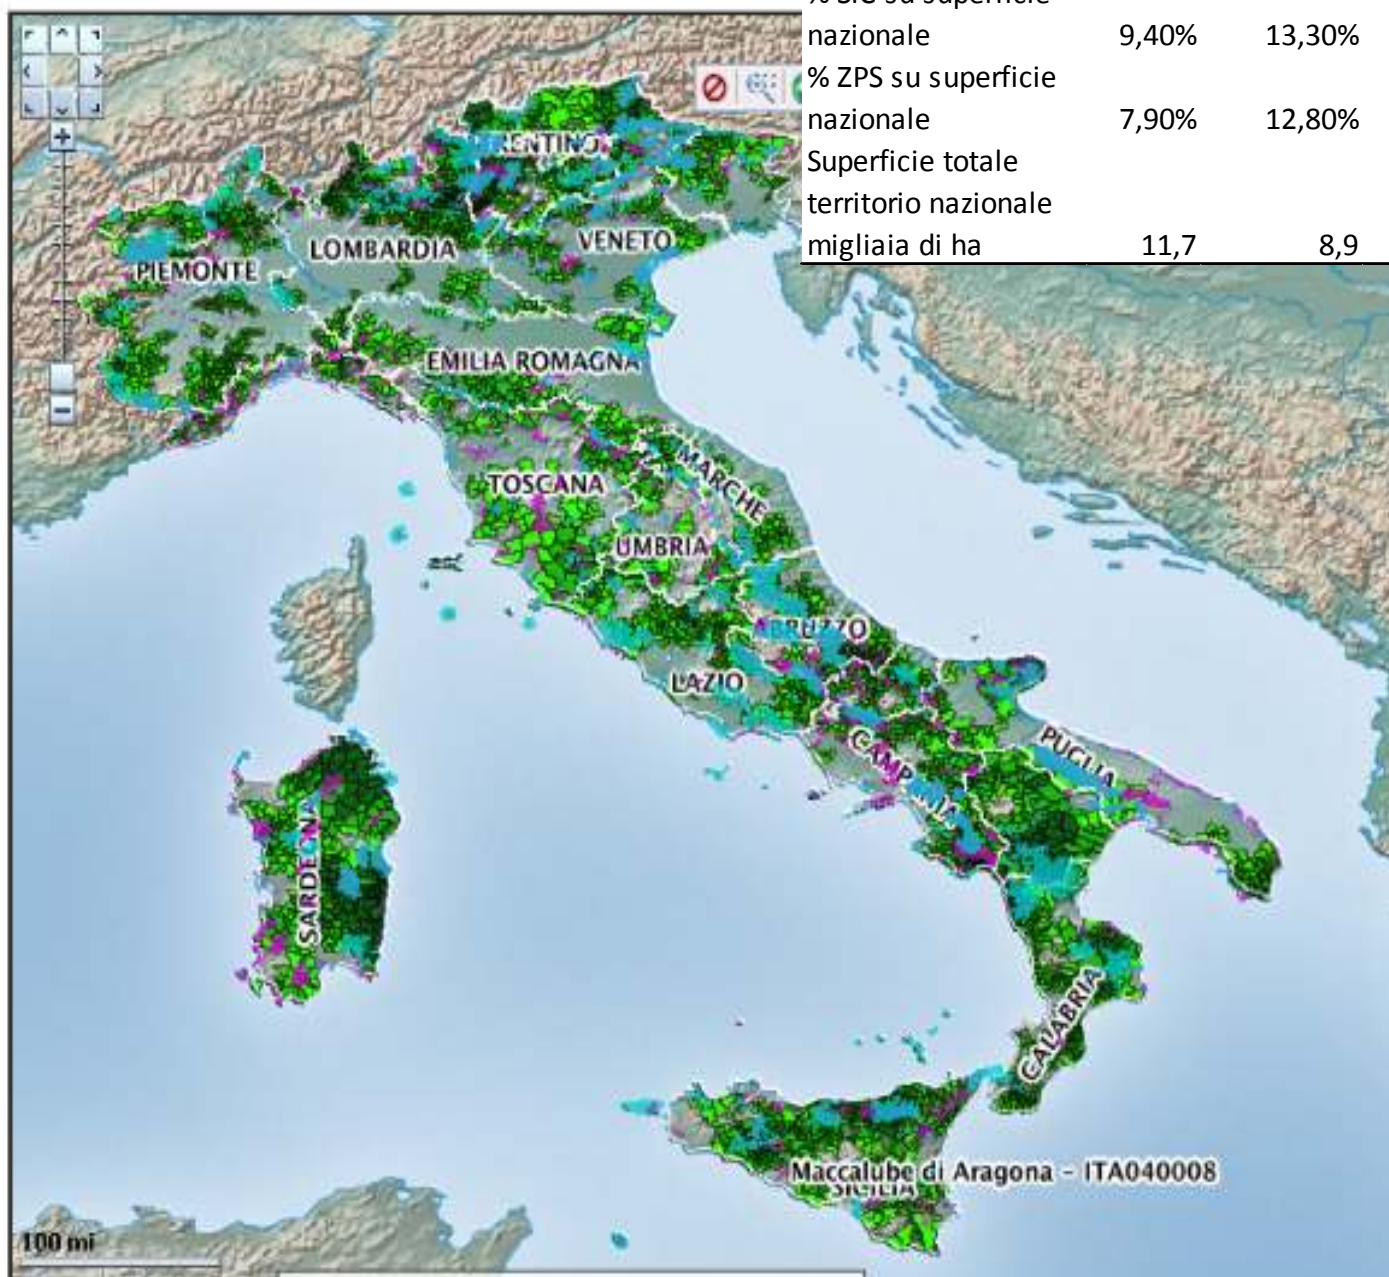 nazionale 9,40% 13,30%
% ZPS su superficie
nazionale 7,90% 12,80%
Superficie totale
territorio nazionale
migliaia di ha 11,7 8,9
LOMBARDIA
VENETO
PIEMONTE
EMILIA ROMAGNA
MARCHE
TOSCANA
UMBRIA
LAZIO
PUGLIA
CAMPANIA
SARDEGNA
CALABRIA
Maccalube di Aragona - ITA040008
SICILIA
100 mi